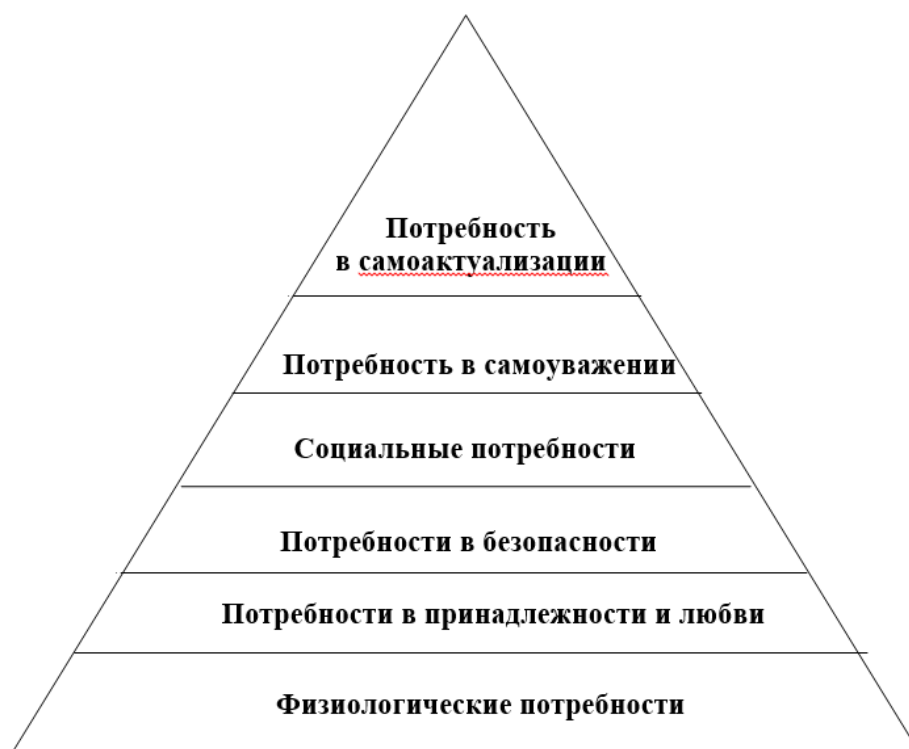 Потребность
в самоактуализации
Потребность в самоуважении
Социальные потребности
Потребности в безопасности
Потребности в принадлежности и любви
Физиологические потребности